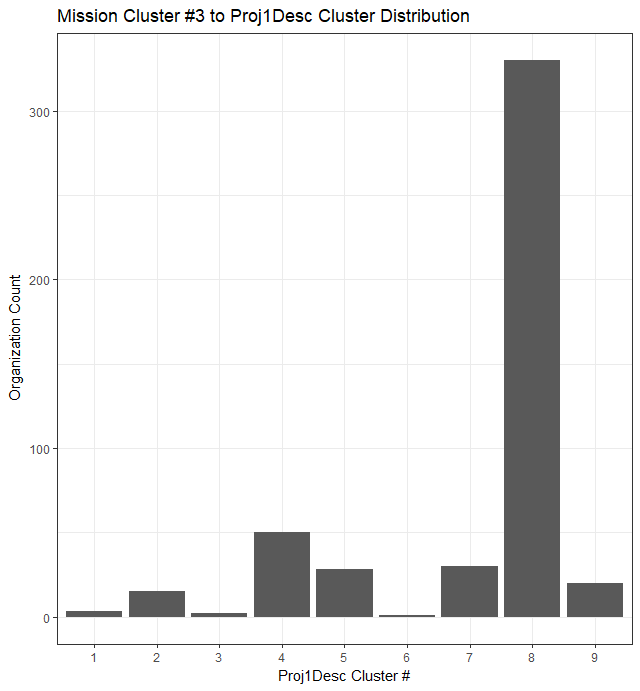 Mission Cluster #3 to Proj1Desc Cluster Distribution
Organization Count
300
200
100
0
1 2 3 4 5 6 7 8 9
Proj1Desc Cluster #